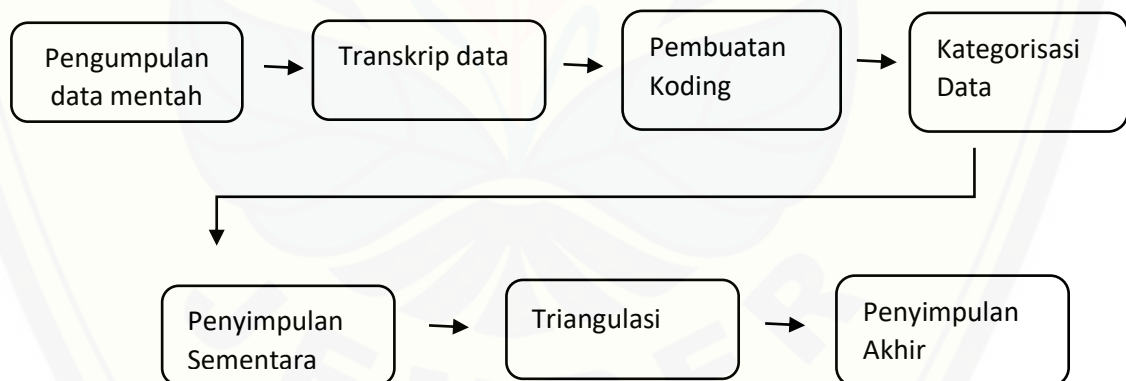 Pengumpulan
data mentah
Transkrip data
Pembuatan
Koding
Kategorisasi
Data
Penyimpulan
Sementara
Triangulasi
Penyimpulan
Akhir